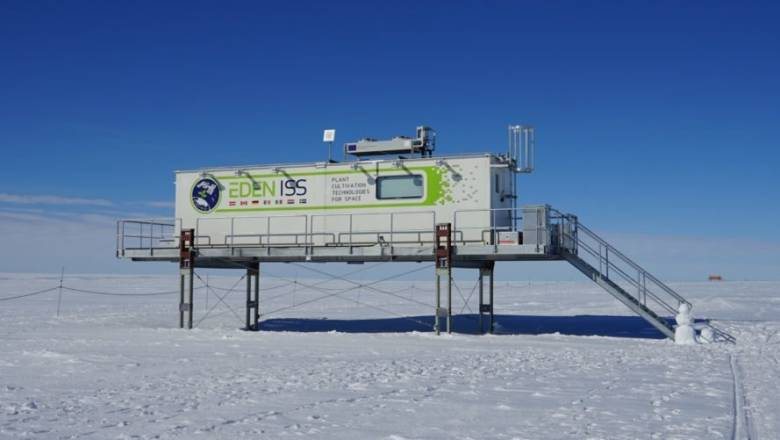 EDEN ISS
PLANT
CULTIVATION
TECHNOLOGIES
FOR SPACE